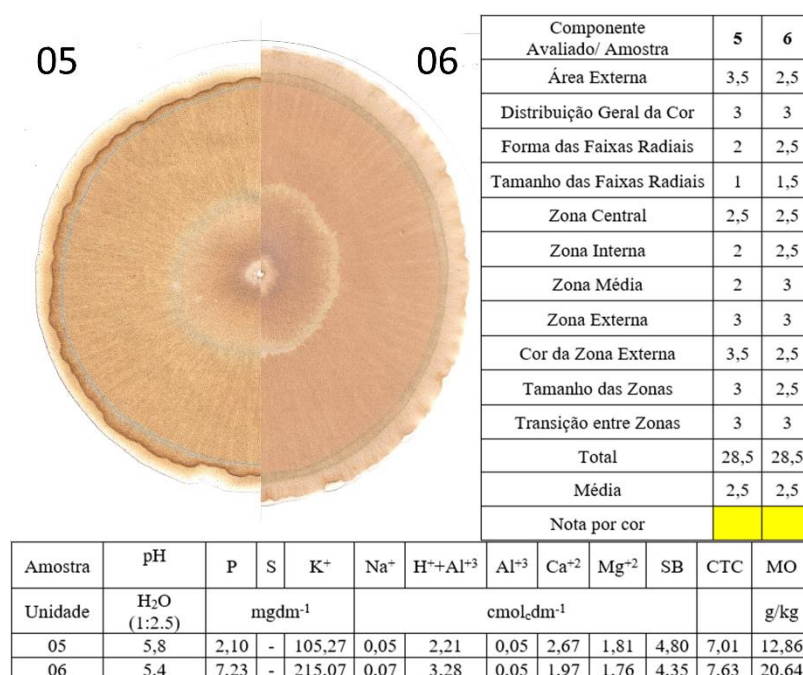 05
06
Componente
Avaliado/ Amostra 5 6
Área Externa 3,5 2,5
Distribuição Geral da Cor 3 3
Forma das Faixas Radiais 2 2,5
Tamanho das Faixas Radiais 1 1,5
Zona Central 2,5 2,5
Zona Interna 2 2,5
Zona Média 2 3
Zona Externa 3 3
Cor da Zona Externa 3,5 2,5
Tamanho das Zonas 3 2,5
Transição entre Zonas 3 3
Total 28,5 28,5
Média 2,5 2,5
Nota por cor
Amostra pH P S K⁺ Na⁺ H⁺+Al⁺³ Al⁺³ Ca⁺² Mg⁺² SB CTC MO
Unidade H₂O (1:2.5) mgdm⁻¹ cmol꜀dm⁻¹ g/kg
05 5,8 2,10 - 105,27 0,05 2,21 0,05 2,67 1,81 4,80 7,01 12,86
06 5,4 7,23 - 215,07 0,07 3,28 0,05 1,97 1,76 4,35 7,63 20,64